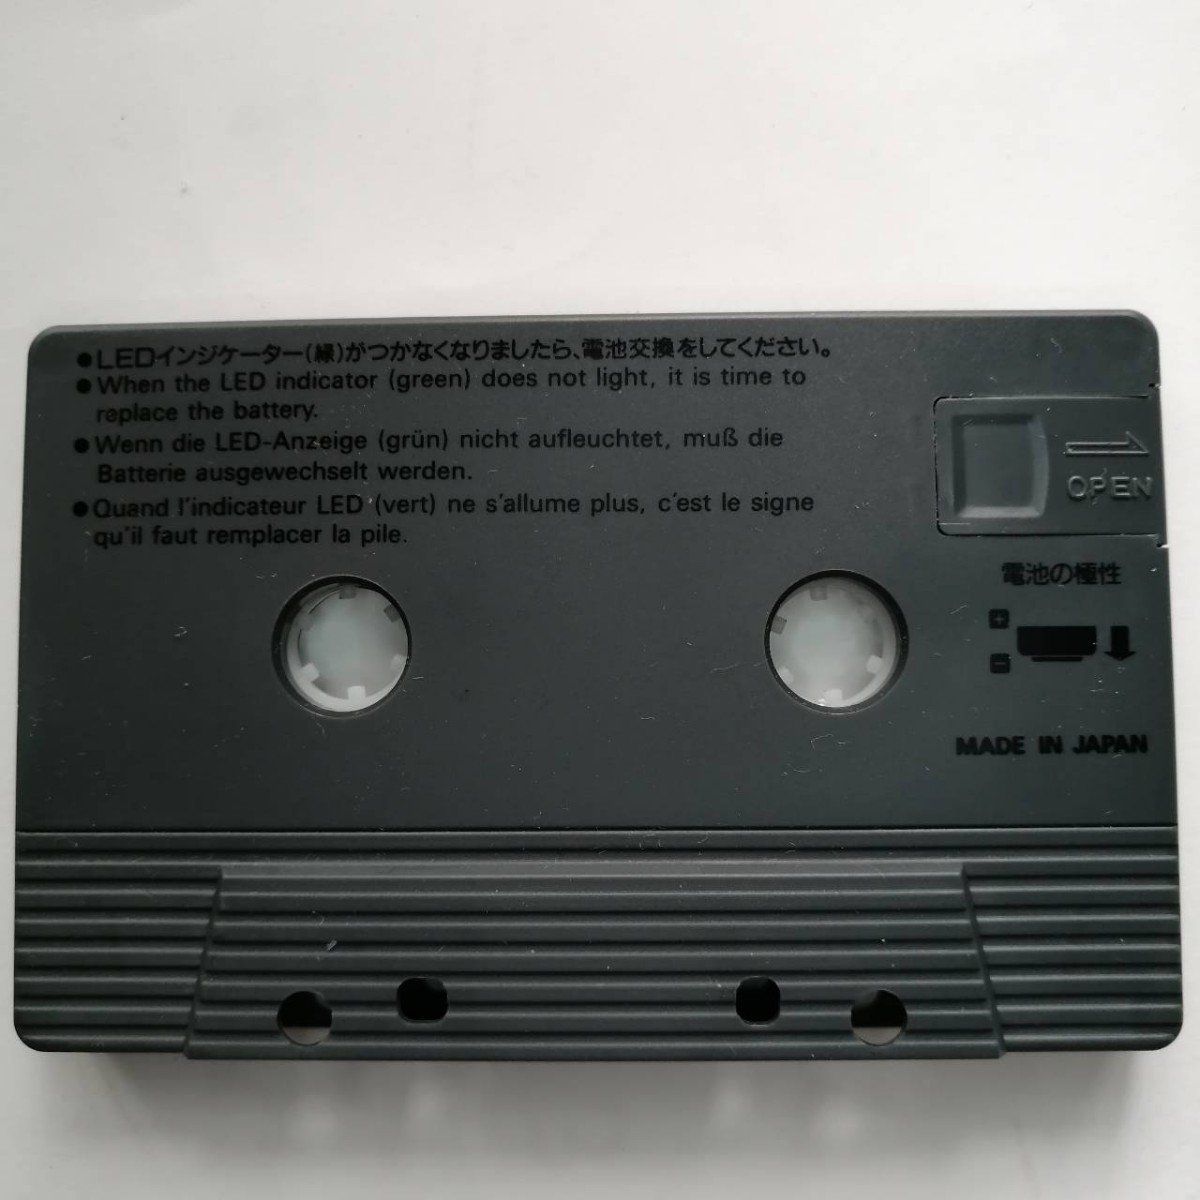 ●LEDインジケーター(緑)がつかなくなりましたら、電池交換をしてください。
●When the LED indicator (green) does not light, it is time to
replace the battery.
●Wenn die LED-Anzeige (grün) nicht aufleuchtet, muß die
Batterie ausgewechselt werden.
●Quand l'indicateur LED (vert) ne s'allume plus, c'est le signe
qu'il faut remplacer la pile.
OPEN
電池の極性
+
−
MADE IN JAPAN